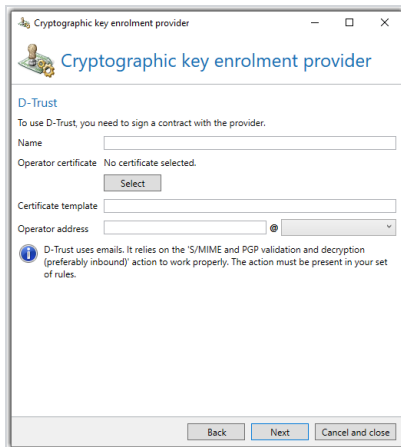 Cryptographic key enrolment provider
Cryptographic key enrolment provider
D-Trust
To use D-Trust, you need to sign a contract with the provider.
Name
Operator certificate No certificate selected.
Select
Certificate template
Operator address @
D-Trust uses emails. It relies on the 'S/MIME and PGP validation and decryption
(preferably inbound)' action to work properly. The action must be present in your set
of rules.
Back Next Cancel and close